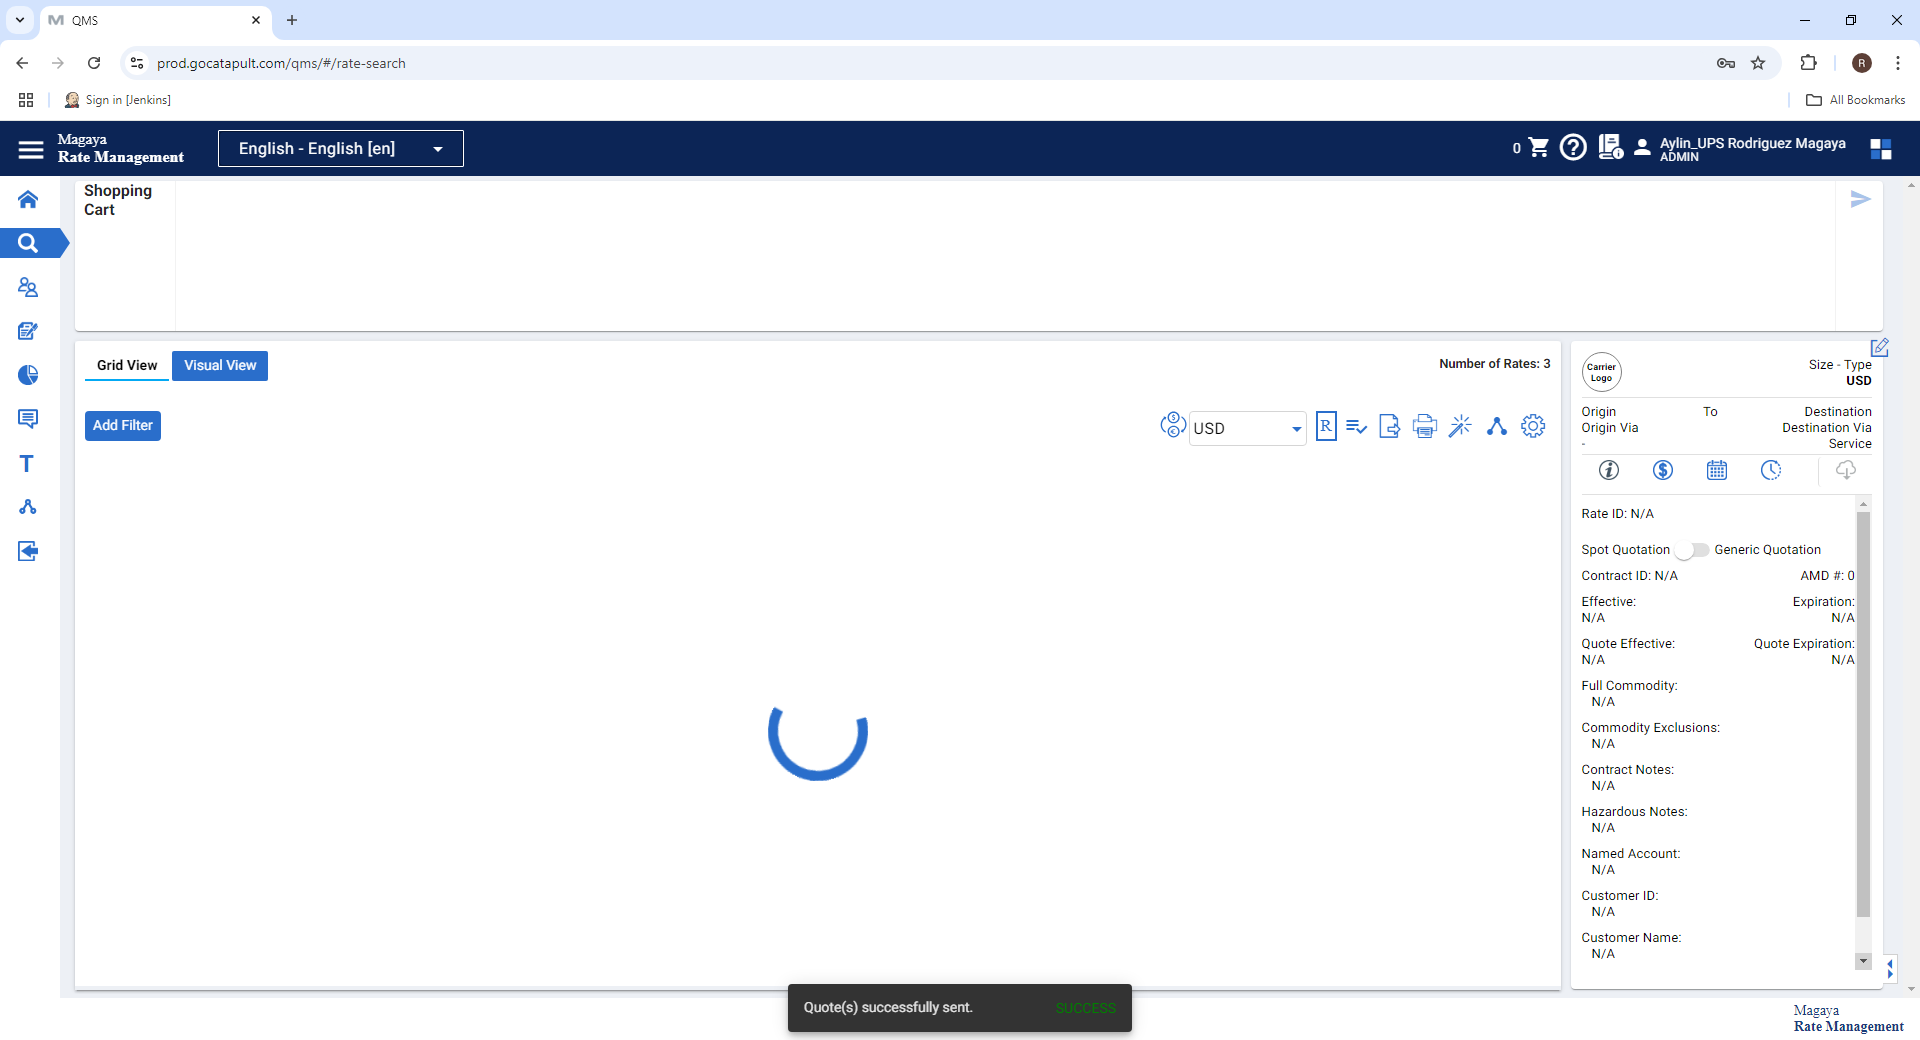 QMS
prod.gocatapult.com/qms/#/rate-search
R
Sign in [Jenkins]
All Bookmarks
Magaya
Rate Management
English - English [en]
0
Aylin_UPS Rodriguez Magaya
ADMIN
Shopping
Cart
Grid View
Visual View
Number of Rates: 3
Add Filter
USD
R
Carrier
Logo
Size - Type
USD
Origin To Destination
Origin Via Destination Via
- Service
Rate ID: N/A
Spot Quotation Generic Quotation
Contract ID: N/A AMD #: 0
Effective: Expiration:
N/A N/A
Quote Effective: Quote Expiration:
N/A N/A
Full Commodity:
N/A
Commodity Exclusions:
N/A
Contract Notes:
N/A
Hazardous Notes:
N/A
Named Account:
N/A
Customer ID:
N/A
Customer Name:
N/A
Quote(s) successfully sent. SUCCESS
Magaya
Rate Management